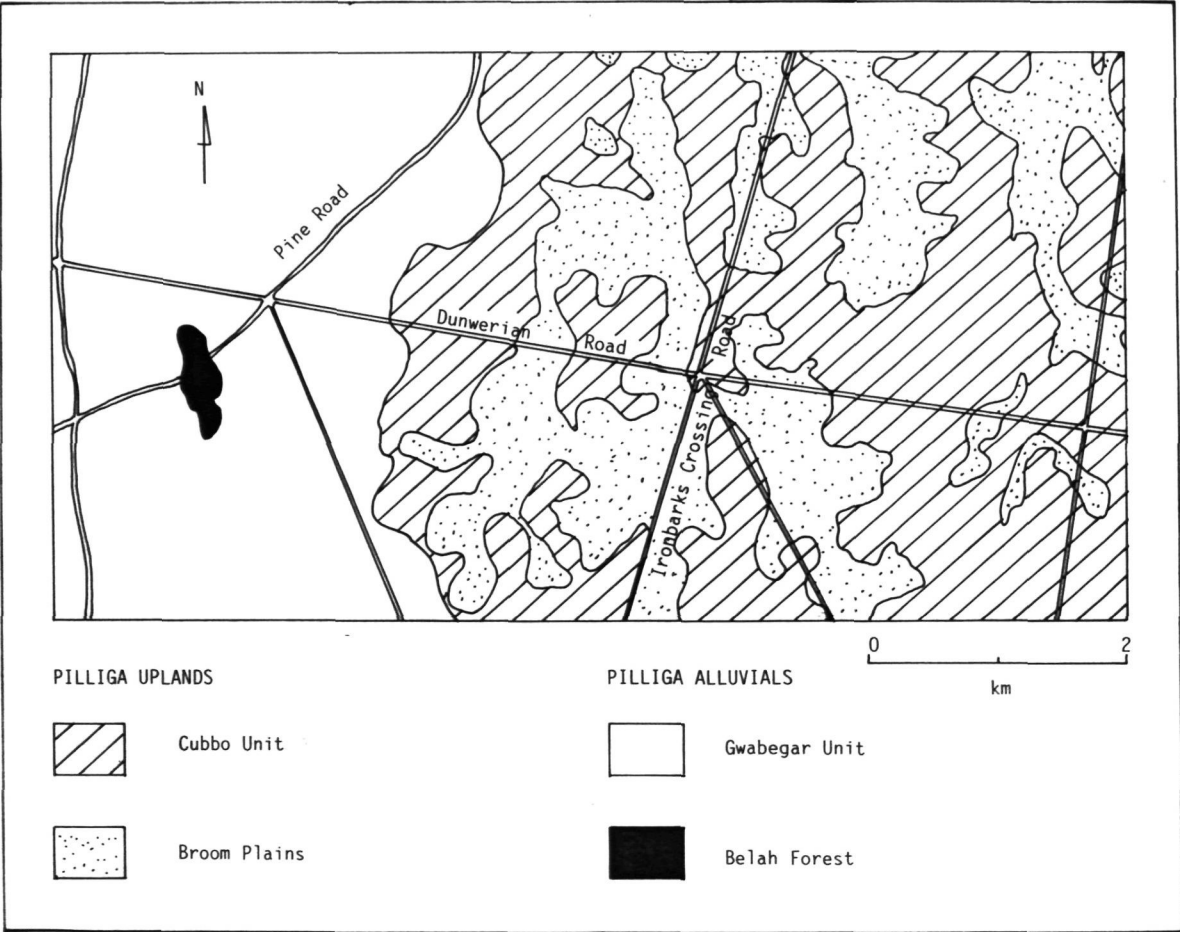 N
Pine Road
Dunwerian Road
Ironbarks Crossing Road
0 2
km
PILLIGA UPLANDS
PILLIGA ALLUVIALS
Cubbo Unit
Gwabegar Unit
Broom Plains
Belah Forest